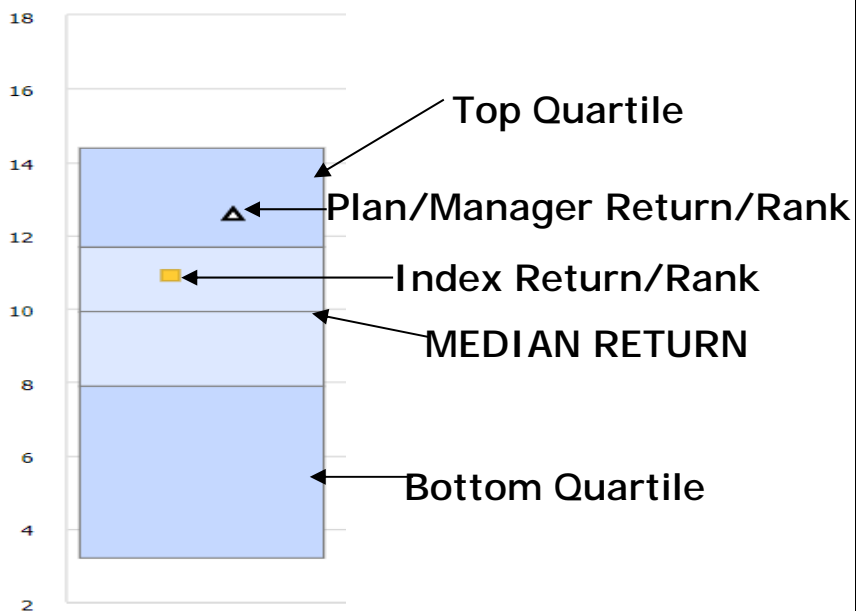 18
16
Top Quartile
14
Plan/Manager Return/Rank
12
Index Return/Rank
10
MEDIAN RETURN
8
6
Bottom Quartile
4
2